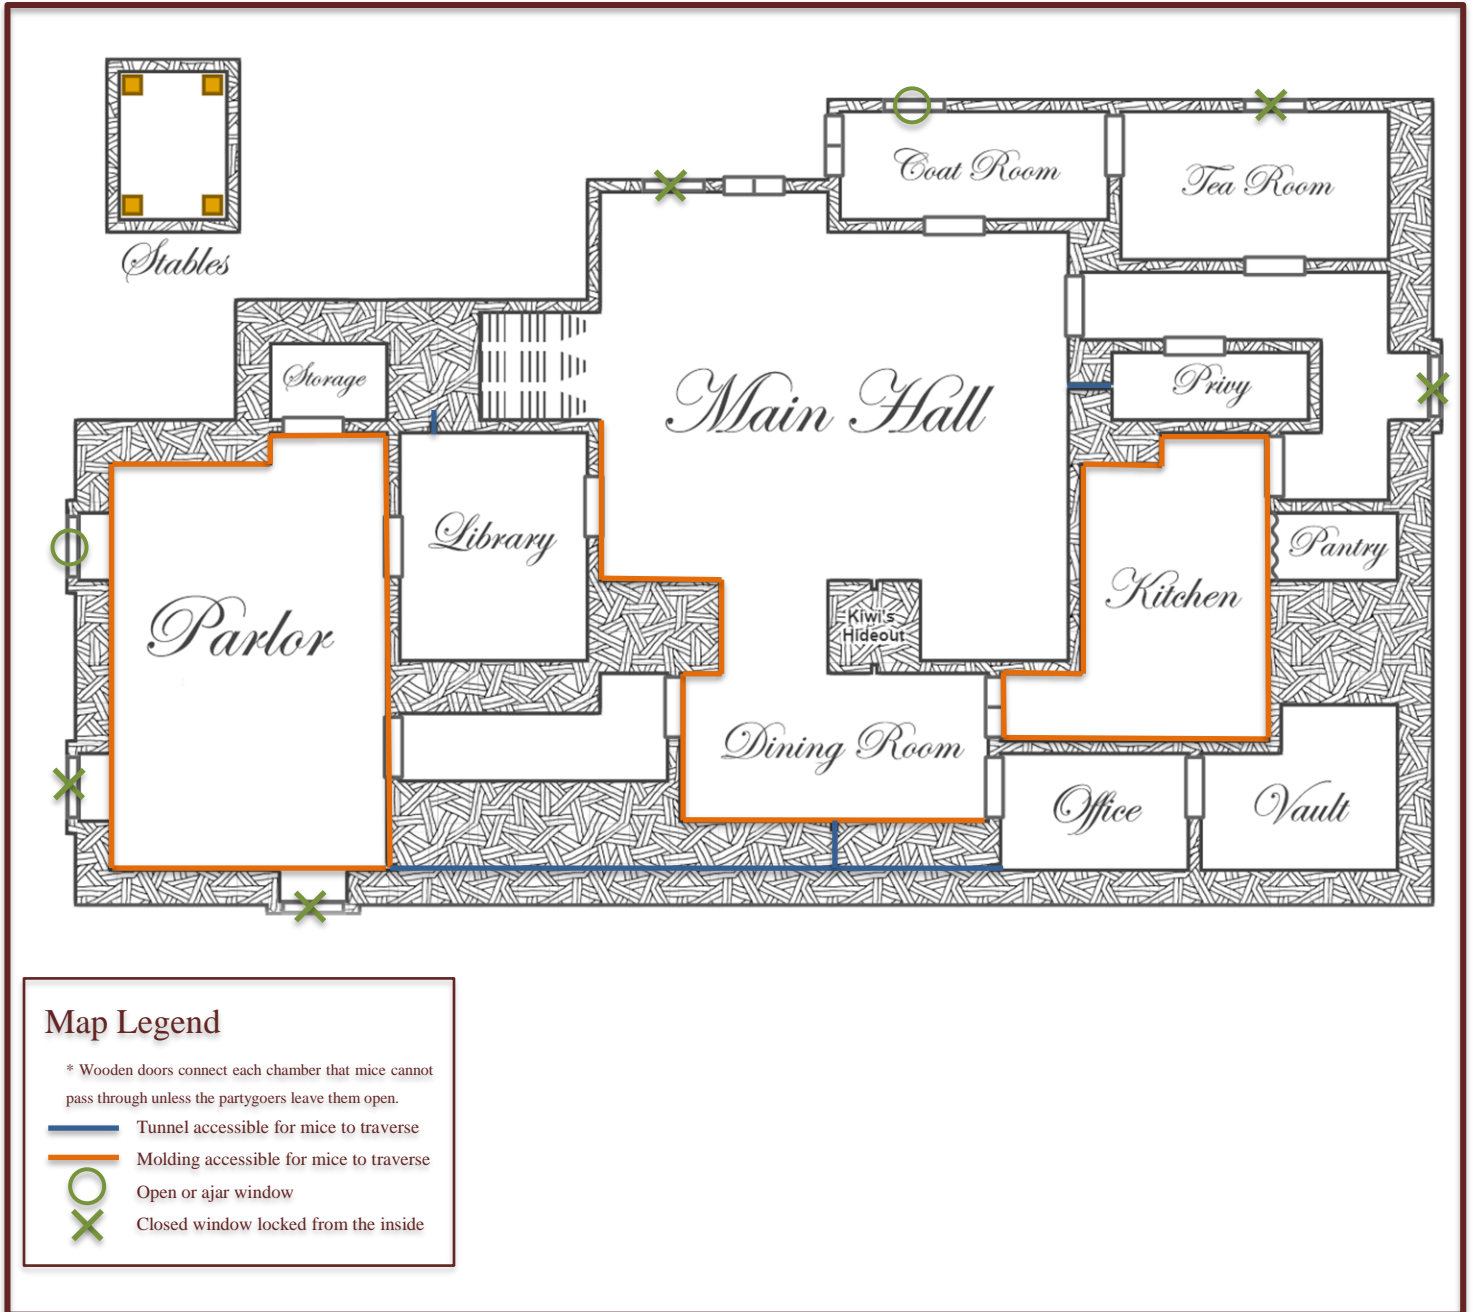 Coat Room
Tea Room
Stables
Storage
Privy
Main Hall
Library
Pantry
Kitchen
Parlor
Kiwi's
Hideout
Dining Room
Office
Vault
Map Legend
* Wooden doors connect each chamber that mice cannot
pass through unless the partygoers leave them open.
Tunnel accessible for mice to traverse
Molding accessible for mice to traverse
Open or ajar window
Closed window locked from the inside